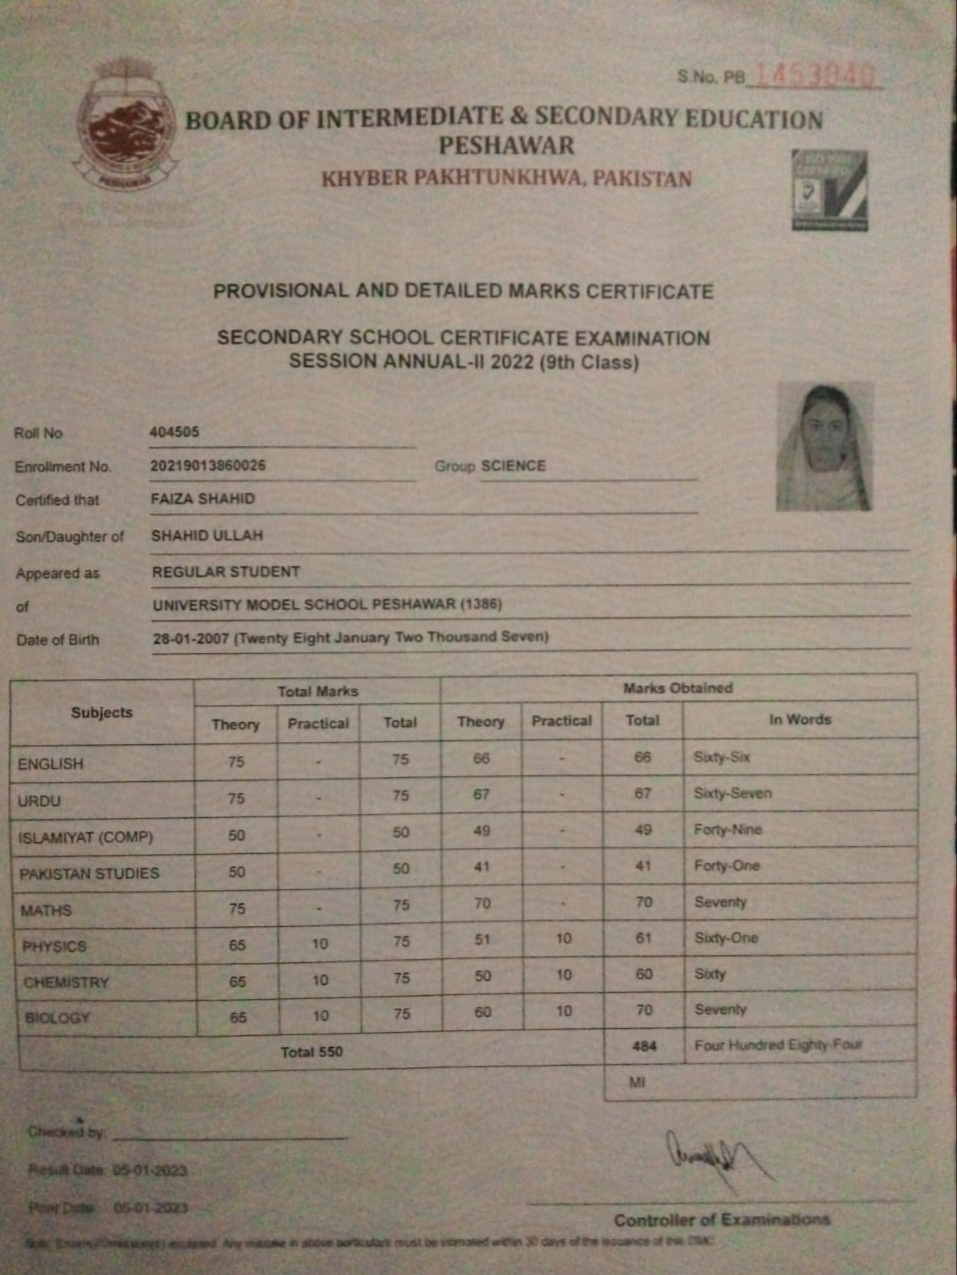 S.No. PB 1453040
BOARD OF INTERMEDIATE & SECONDARY EDUCATION
PESHAWAR
KHYBER PAKHTUNKHWA, PAKISTAN
PESHAWAR
PROVISIONAL AND DETAILED MARKS CERTIFICATE
SECONDARY SCHOOL CERTIFICATE EXAMINATION
SESSION ANNUAL-II 2022 (9th Class)
Roll No 404505
Enrollment No. 20219013860026 Group SCIENCE
Certified that FAIZA SHAHID
Son/Daughter of SHAHID ULLAH
Appeared as REGULAR STUDENT
of UNIVERSITY MODEL SCHOOL PESHAWAR (1386)
Date of Birth 28-01-2007 (Twenty Eight January Two Thousand Seven)
Subjects Total Marks Marks Obtained
Theory Practical Total Theory Practical Total In Words
ENGLISH 75 - 75 66 - 66 Sixty-Six
URDU 75 - 75 67 - 67 Sixty-Seven
ISLAMIYAT (COMP) 50 - 50 49 - 49 Forty-Nine
PAKISTAN STUDIES 50 - 50 41 - 41 Forty-One
MATHS 75 - 75 70 - 70 Seventy
PHYSICS 65 10 75 51 10 61 Sixty-One
CHEMISTRY 65 10 75 50 10 60 Sixty
BIOLOGY 65 10 75 60 10 70 Seventy
Total 550 484 Four Hundred Eighty-Four
MI
Checked by:
Result Date: 05-01-2023
Print Date: 05-01-2023
Controller of Examinations
Note: Errors/Omission(s) excepted. Any mistake in above particulars must be intimated within 30 days of the issuance of this DMC